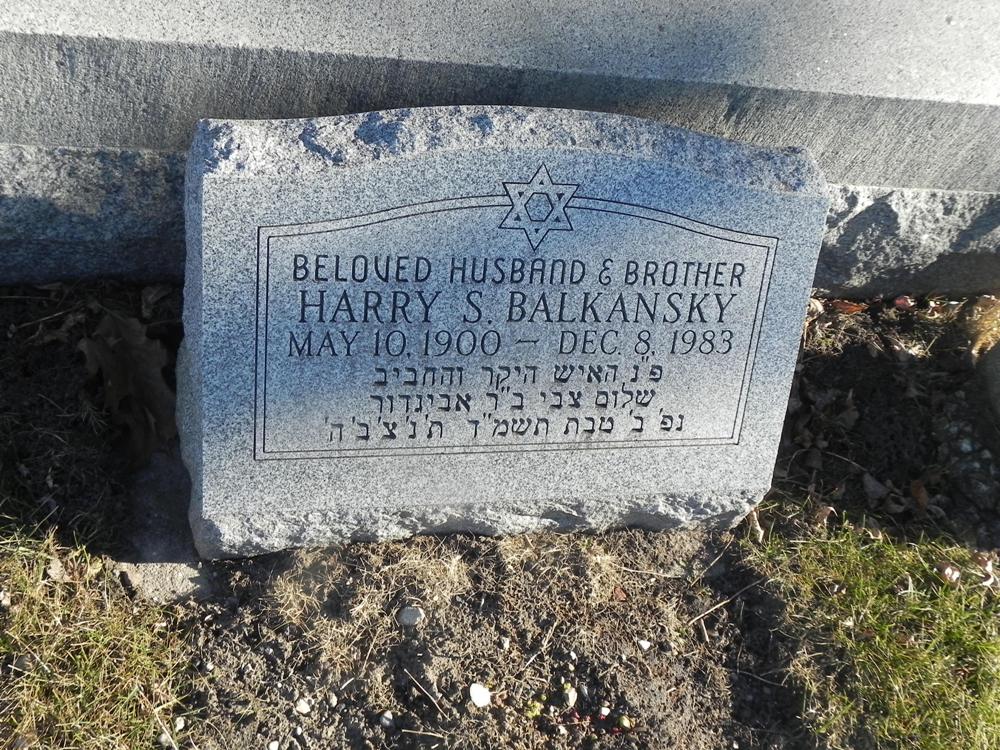 BELOVED HUSBAND & BROTHER
HARRY S. BALKANSKY
MAY 10, 1900 — DEC. 8, 1983
פ"נ האיש היקר והחביב
שלום צבי ב"ר אביגדור
נפ' ב' טבת תשמ"ד ת'נ'צ'ב'ה'